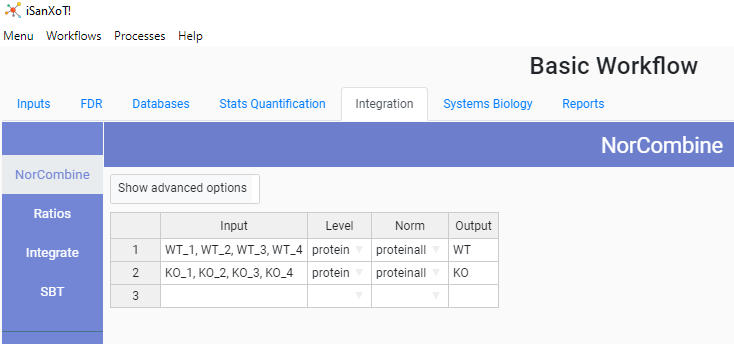 iSanXoT!
Menu Workflows Processes Help
Basic Workflow
Inputs FDR Databases Stats Quantification Integration Systems Biology Reports
NorCombine
NorCombine
Ratios
Integrate
SBT
Show advanced options
Input Level Norm Output
1 WT_1, WT_2, WT_3, WT_4 protein proteinall WT
2 KO_1, KO_2, KO_3, KO_4 protein proteinall KO
3